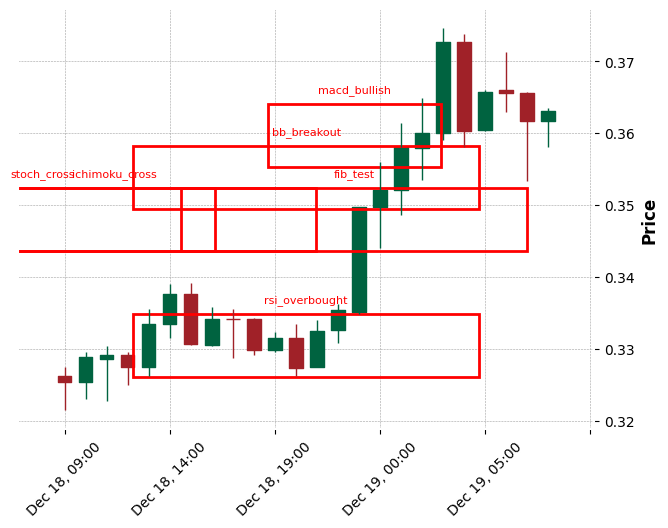 macd_bullish
bb_breakout
stoch_cross
ichimoku_cross
fib_test
rsi_overbought
0.37
0.36
0.35
0.34
0.33
0.32
Price
Dec 18, 09:00
Dec 18, 14:00
Dec 18, 19:00
Dec 19, 00:00
Dec 19, 05:00